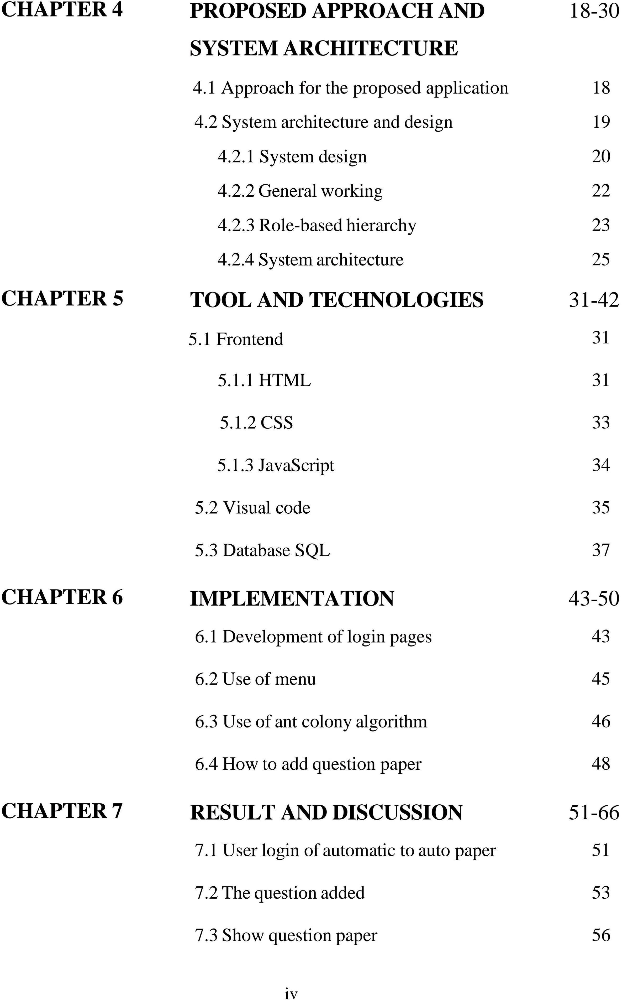 CHAPTER 4 PROPOSED APPROACH AND 18-30
SYSTEM ARCHITECTURE
4.1 Approach for the proposed application 18
4.2 System architecture and design 19
4.2.1 System design 20
4.2.2 General working 22
4.2.3 Role-based hierarchy 23
4.2.4 System architecture 25
CHAPTER 5 TOOL AND TECHNOLOGIES 31-42
5.1 Frontend 31
5.1.1 HTML 31
5.1.2 CSS 33
5.1.3 JavaScript 34
5.2 Visual code 35
5.3 Database SQL 37
CHAPTER 6 IMPLEMENTATION 43-50
6.1 Development of login pages 43
6.2 Use of menu 45
6.3 Use of ant colony algorithm 46
6.4 How to add question paper 48
CHAPTER 7 RESULT AND DISCUSSION 51-66
7.1 User login of automatic to auto paper 51
7.2 The question added 53
7.3 Show question paper 56
iv